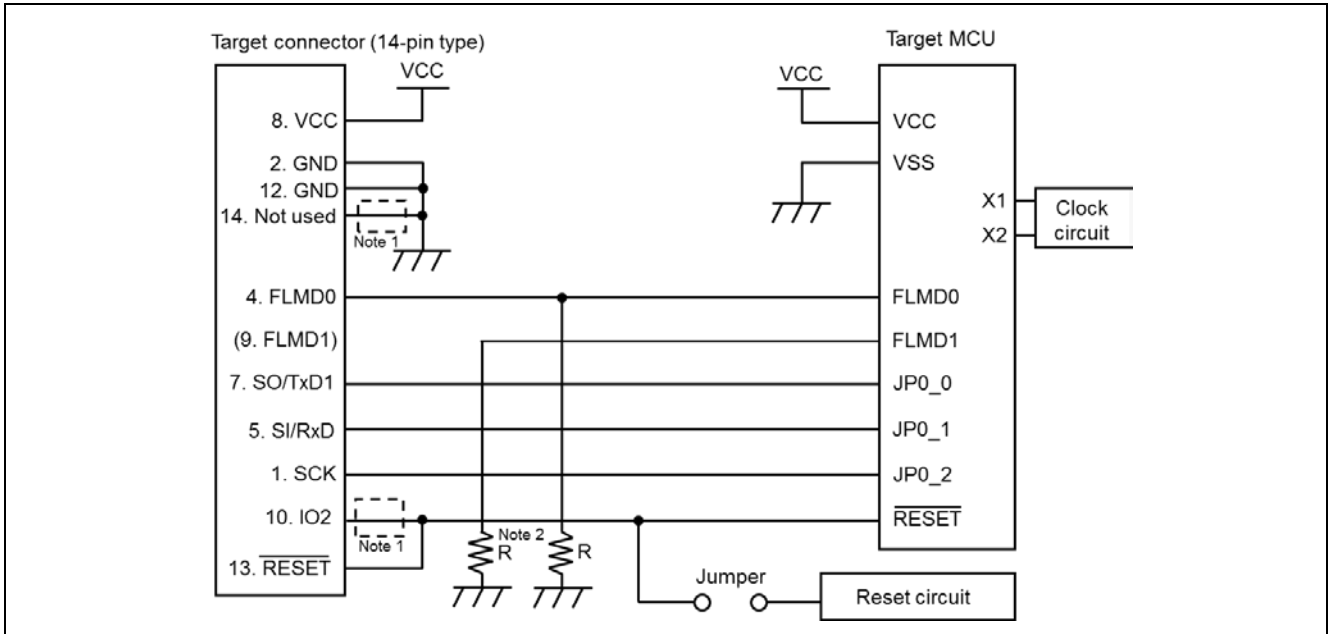 Target connector (14-pin type)
VCC
8. VCC
2. GND
12. GND
14. Not used
Note 1
4. FLMD0
(9. FLMD1)
7. SO/TxD1
5. SI/RxD
1. SCK
10. IO2
Note 1
13. RESET
Note 2
R
R
Jumper
Reset circuit
Target MCU
VCC
VCC
VSS
X1
X2
Clock
circuit
FLMD0
FLMD1
JP0_0
JP0_1
JP0_2
RESET